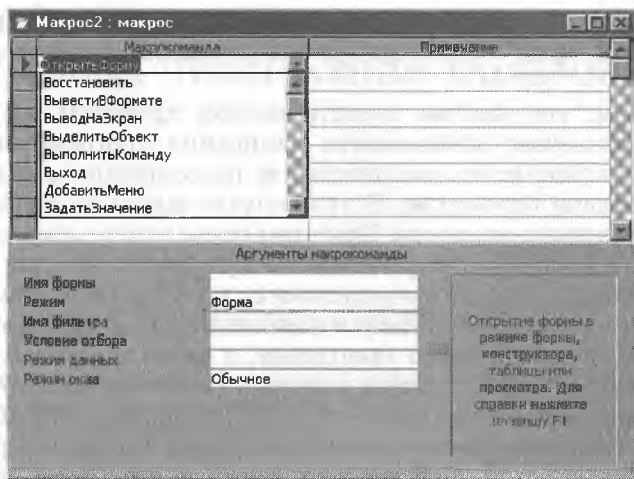 Макрос2 : макрос
Макрокоманда Примечание
ОткрытьФорму
Восстановить
ВывестиВФормате
ВыводНаЭкран
ВыделитьОбъект
ВыполнитьКоманду
Выход
ДобавитьМеню
ЗадатьЗначение
Аргументы макрокоманды
Имя формы
Режим Форма
Имя фильтра
Условие отбора
Режим данных
Режим окна Обычное
Открытие формы в
режиме формы,
конструктора,
таблицы или
просмотра. Для
справки нажмите
клавишу F1.